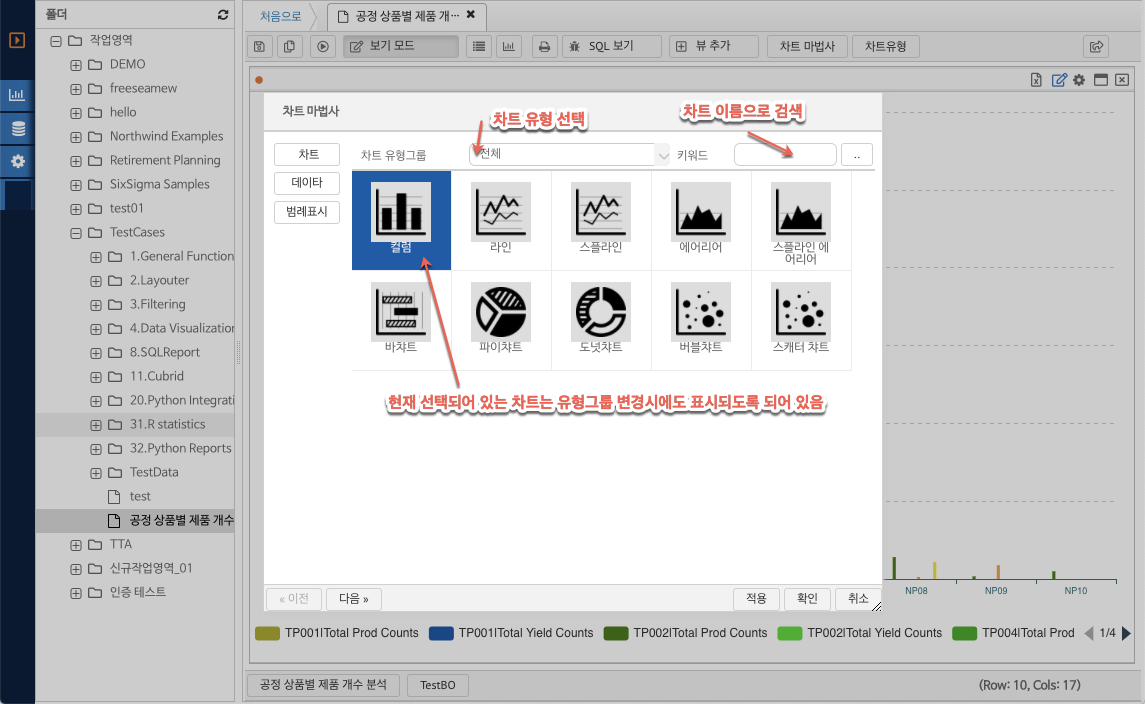 폴더
작업영역
DEMO
freeseamew
hello
Northwind Examples
Retirement Planning
SixSigma Samples
test01
TestCases
1.General Function
2.Layouter
3.Filtering
4.Data Visualization
8.SQLReport
11.Cubrid
20.Python Integrati
31.R statistics
32.Python Reports
TestData
test
공정 상품별 제품 개수
TTA
신규작업영역_01
인증 테스트
처음으로
공정 상품별 제품 개···
보기 모드
SQL 보기
뷰 추가
차트 마법사
차트유형
차트 마법사
차트 유형 선택
차트 이름으로 검색
차트
데이타
범례표시
차트 유형그룹
전체
키워드
..
컬럼
라인
스플라인
에어리어
스플라인 에
어리어
바챠트
파이챠트
도넛챠트
버블챠트
스캐터 챠트
현재 선택되어 있는 차트는 유형그룹 변경시에도 표시되도록 되어 있음
« 이전
다음 »
적용
확인
취소
NP08
NP09
NP10
TP001|Total Prod Counts
TP001|Total Yield Counts
TP002|Total Prod Counts
TP002|Total Yield Counts
TP004|Total Prod
1/4
공정 상품별 제품 개수 분석
TestBO
(Row: 10, Cols: 17)